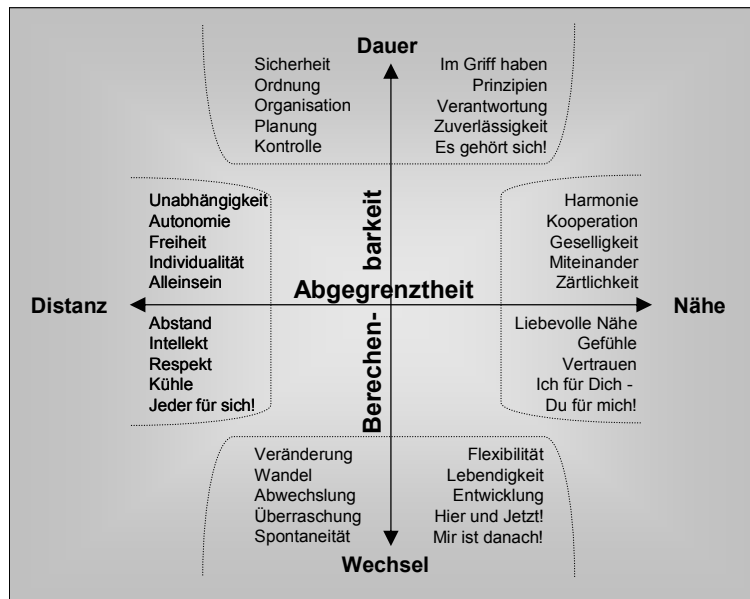 Dauer
Sicherheit
Ordnung
Organisation
Planung
Kontrolle
Im Griff haben
Prinzipien
Verantwortung
Zuverlässigkeit
Es gehört sich!
Unabhängigkeit
Autonomie
Freiheit
Individualität
Alleinsein
Harmonie
Kooperation
Geselligkeit
Miteinander
Zärtlichkeit
Distanz
Abgegrenztheit
Nähe
Berechen-
barkeit
Abstand
Intellekt
Respekt
Kühle
Jeder für sich!
Liebevolle Nähe
Gefühle
Vertrauen
Ich für Dich -
Du für mich!
Veränderung
Wandel
Abwechslung
Überraschung
Spontaneität
Flexibilität
Lebendigkeit
Entwicklung
Hier und Jetzt!
Mir ist danach!
Wechsel